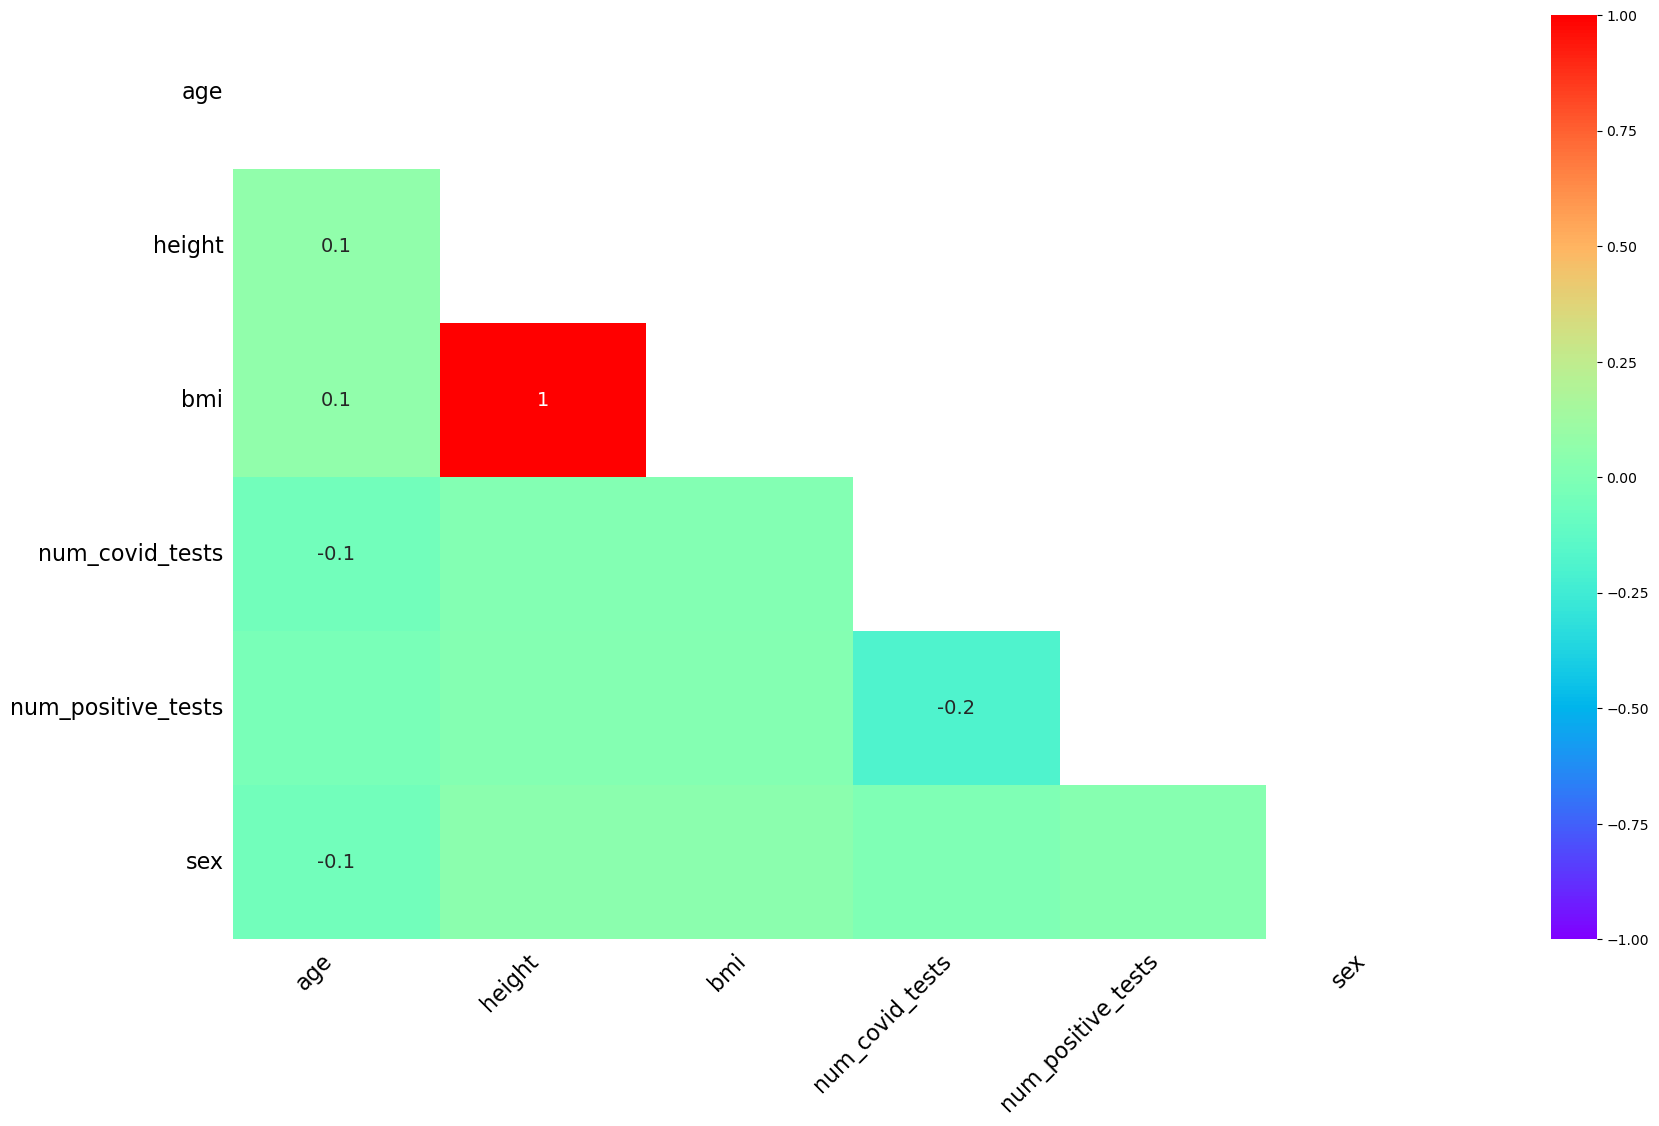 1.00
age
0.75
height
0.1
0.50
bmi
0.1
1
0.25
0.00
num_covid_tests
-0.1
−0.25
num_positive_tests
-0.2
−0.50
−0.75
sex
-0.1
−1.00
age
height
bmi
num_covid_tests
num_positive_tests
sex